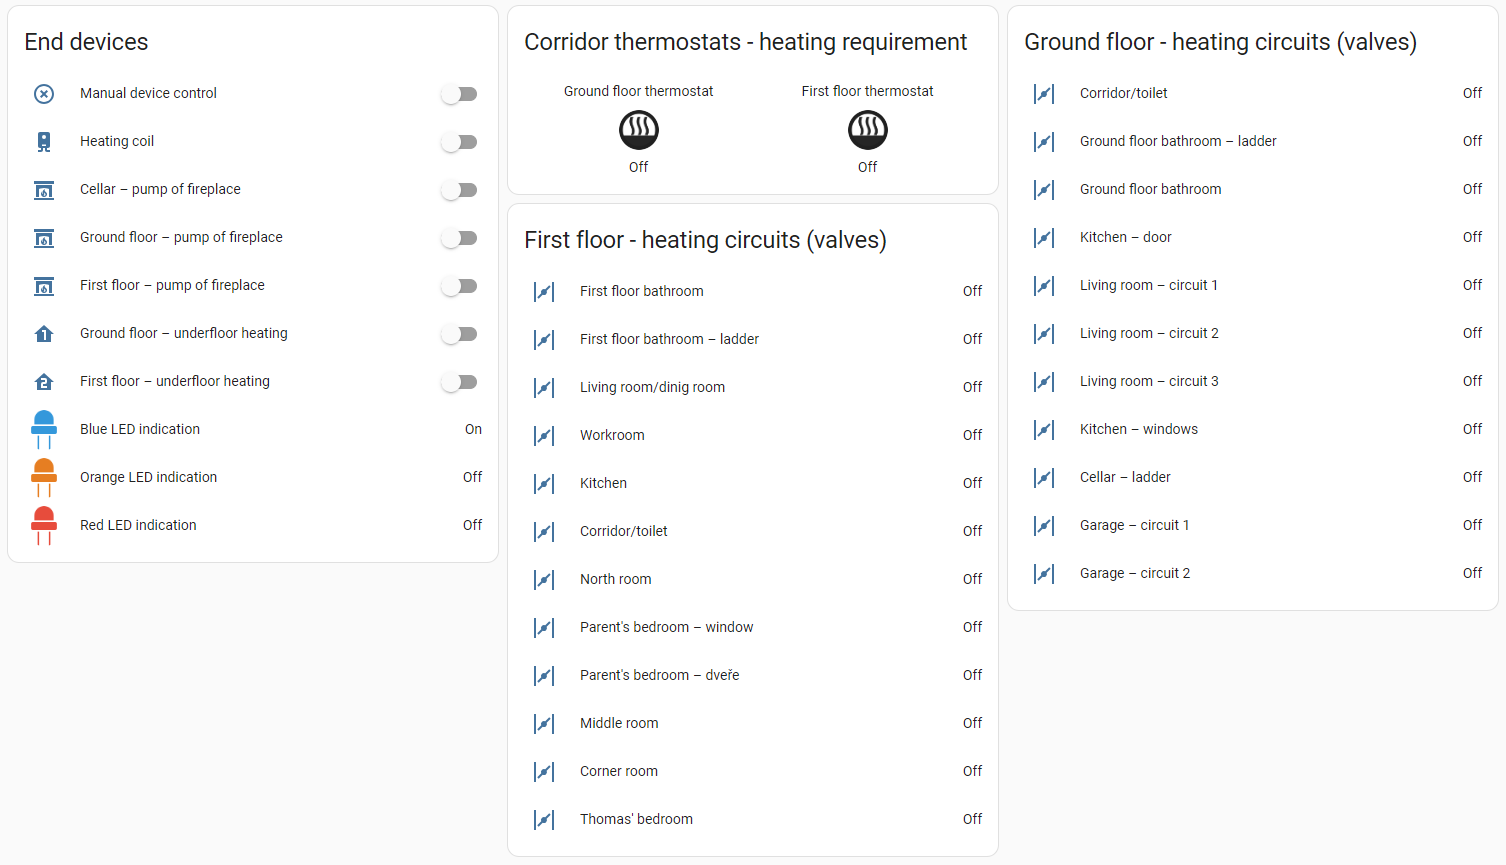 End devices
Manual device control
Heating coil
Cellar – pump of fireplace
Ground floor – pump of fireplace
First floor – pump of fireplace
Ground floor – underfloor heating
First floor – underfloor heating
Blue LED indication On
Orange LED indication Off
Red LED indication Off
Corridor thermostats - heating requirement
Ground floor thermostat First floor thermostat
Off Off
First floor - heating circuits (valves)
First floor bathroom Off
First floor bathroom – ladder Off
Living room/dinig room Off
Workroom Off
Kitchen Off
Corridor/toilet Off
North room Off
Parent's bedroom – window Off
Parent's bedroom – dveře Off
Middle room Off
Corner room Off
Thomas' bedroom Off
Ground floor - heating circuits (valves)
Corridor/toilet Off
Ground floor bathroom – ladder Off
Ground floor bathroom Off
Kitchen – door Off
Living room – circuit 1 Off
Living room – circuit 2 Off
Living room – circuit 3 Off
Kitchen – windows Off
Cellar – ladder Off
Garage – circuit 1 Off
Garage – circuit 2 Off